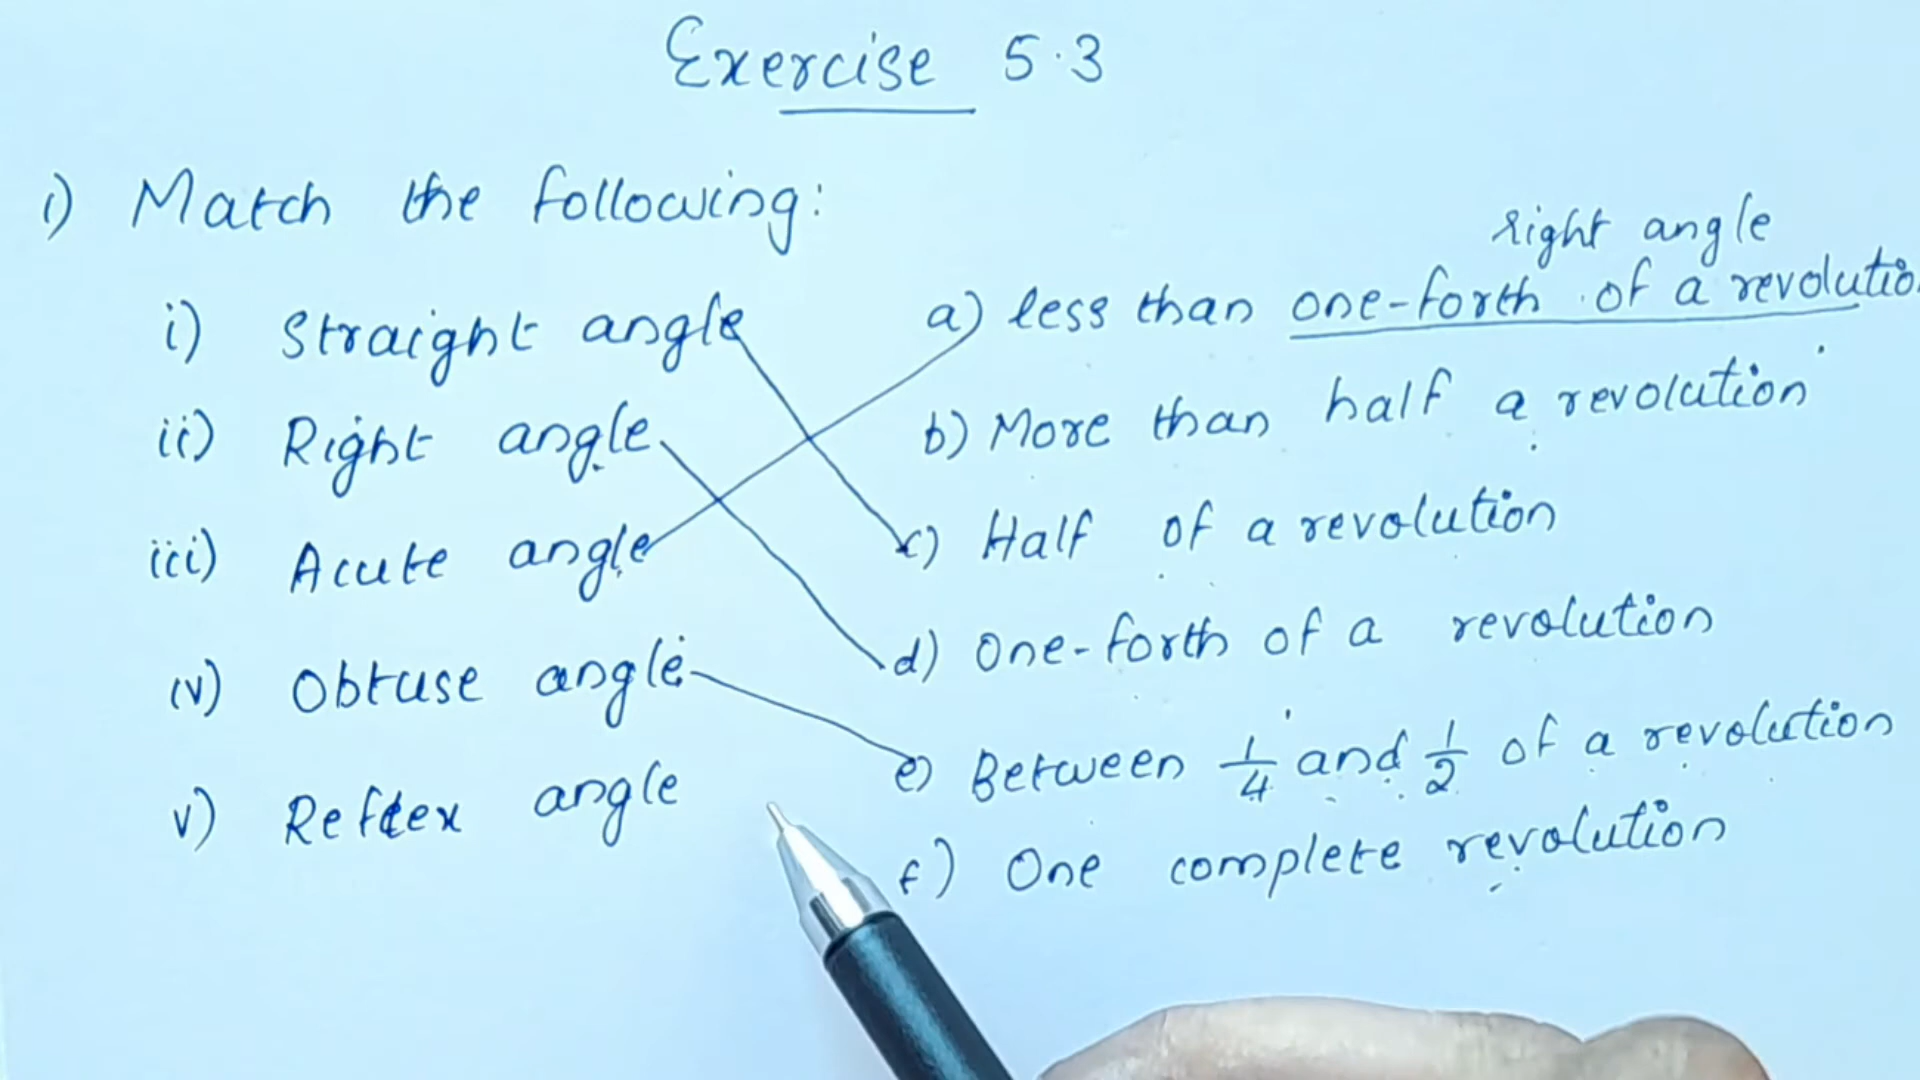 Exercise 5.3
1) Match the following:
right angle
i) Straight angle
a) less than one-forth of a revolution
ii) Right angle
b) More than half a revolution
iii) Acute angle
c) Half of a revolution
iv) Obtuse angle
d) One-forth of a revolution
v) Reflex angle
e) Between 1/4 and 1/2 of a revolution
f) One complete revolution